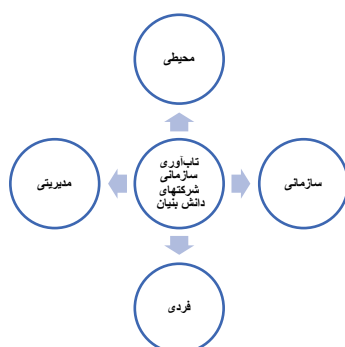 محیطی
سازمانی
تاب‌آوری
سازمانی
شرکتهای
دانش بنیان
مدیریتی
فردی